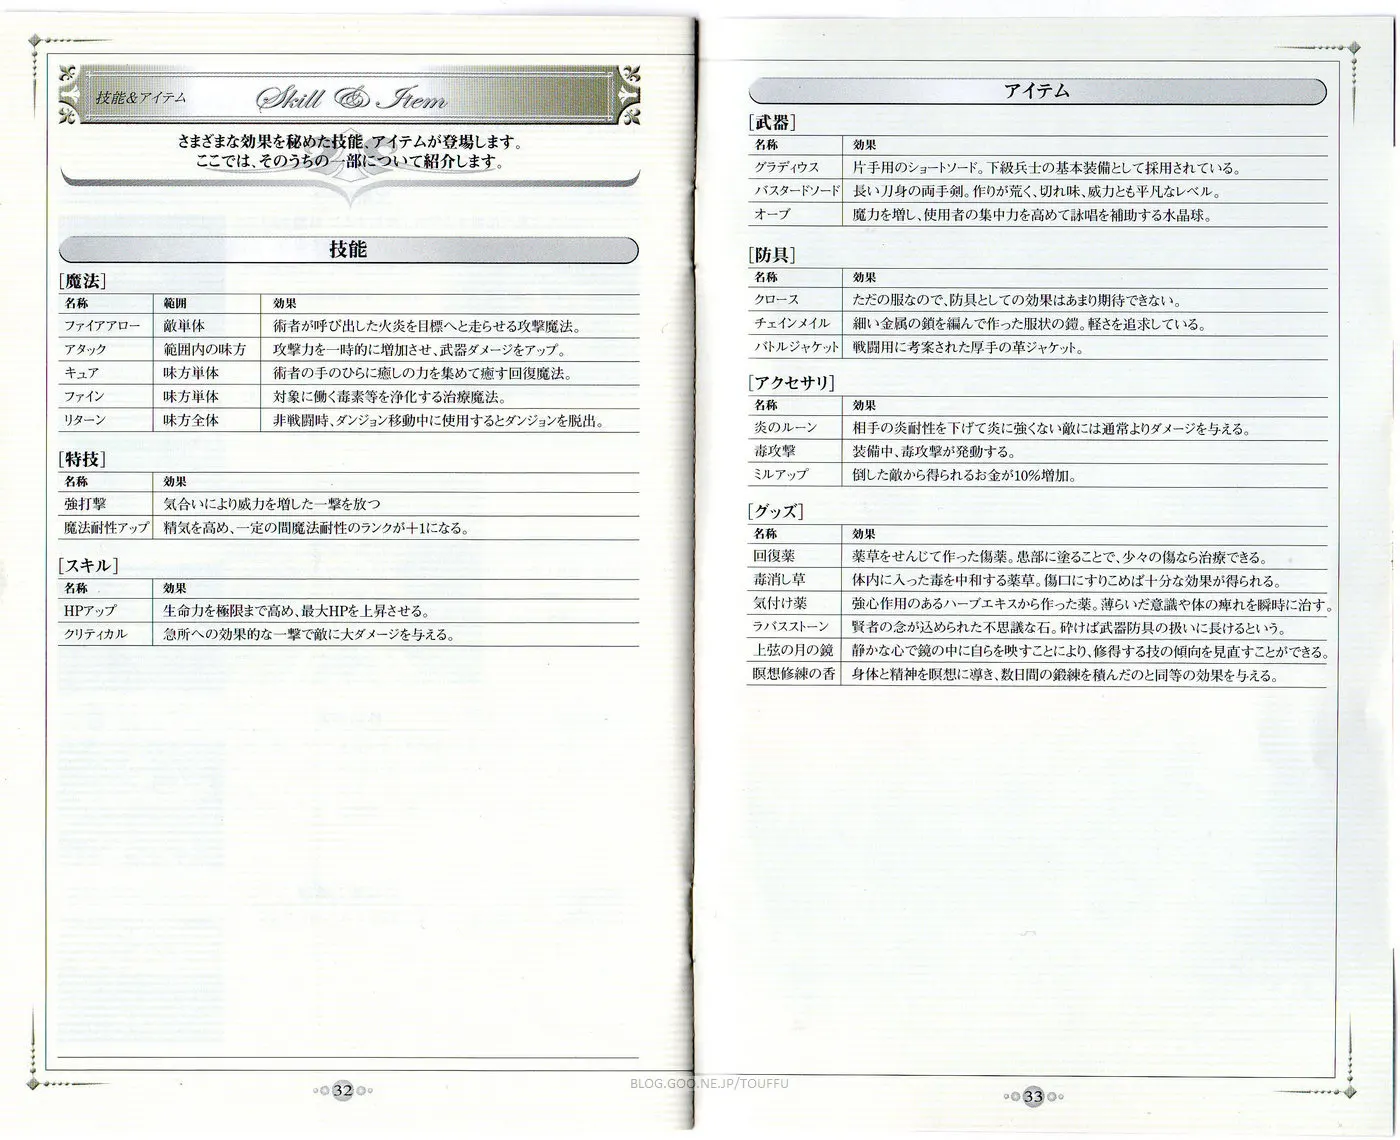 技能&アイテム Skill & Item
さまざまな効果を秘めた技能、アイテムが登場します。
ここでは、そのうちの一部について紹介します。
技能
[魔法]
名称 範囲 効果
ファイアアロー 敵単体 術者が呼び出した火炎を目標へと走らせる攻撃魔法。
アタック 範囲内の味方 攻撃力を一時的に増加させ、武器ダメージをアップ。
キュア 味方単体 術者の手のひらに癒しの力を集めて癒す回復魔法。
ファイン 味方単体 対象に働く毒素等を浄化する治療魔法。
リターン 味方全体 非戦闘時、ダンジョン移動中に使用するとダンジョンを脱出。
[特技]
名称 効果
強打撃 気合いにより威力を増した一撃を放つ
魔法耐性アップ 精気を高め、一定の間魔法耐性のランクが+1になる。
[スキル]
名称 効果
HPアップ 生命力を極限まで高め、最大HPを上昇させる。
クリティカル 急所への効果的な一撃で敵に大ダメージを与える。
32
アイテム
[武器]
名称 効果
グラディウス 片手用のショートソード。下級兵士の基本装備として採用されている。
バスタードソード 長い刀身の両手剣。作りが荒く、切れ味、威力とも平凡なレベル。
オーブ 魔力を増し、使用者の集中力を高めて詠唱を補助する水晶球。
[防具]
名称 効果
クロース ただの服なので、防具としての効果はあまり期待できない。
チェインメイル 細い金属の鎖を編んで作った服状の鎧。軽さを追求している。
バトルジャケット 戦闘用に考案された厚手の革ジャケット。
[アクセサリ]
名称 効果
炎のルーン 相手の炎耐性を下げて炎に強くない敵には通常よりダメージを与える。
毒攻撃 装備中、毒攻撃が発動する。
ミルアップ 倒した敵から得られるお金が10%増加。
[グッズ]
名称 効果
回復薬 薬草をせんじて作った傷薬。患部に塗ることで、少々の傷なら治療できる。
毒消し草 体内に入った毒を中和する薬草。傷口にすりこめば十分な効果が得られる。
気付け薬 強心作用のあるハーブエキスから作った薬。薄らいだ意識や体の痺れを瞬時に治す。
ラバスストーン 賢者の念が込められた不思議な石。砕けば武器防具の扱いに長けるという。
上弦の月の鏡 静かな心で鏡の中に自らを映すことにより、修得する技の傾向を見直すことができる。
瞑想修練の香 身体と精神を瞑想に導き、数日間の鍛練を積んだのと同等の効果を与える。
33
BLOG.GOO.NE.JP/TOUFFU